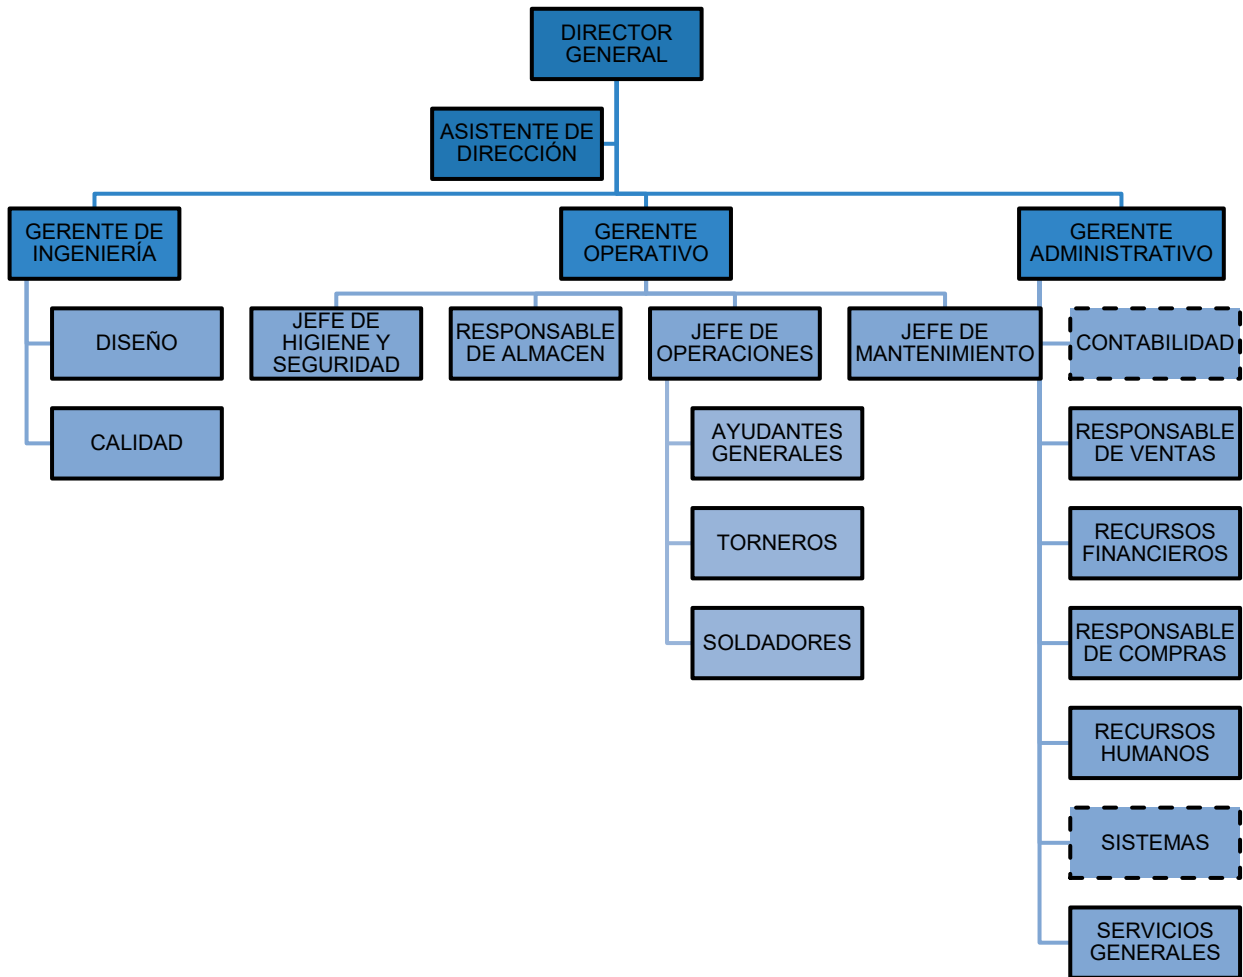 DIRECTOR
GENERAL
ASISTENTE DE
DIRECCIÓN
GERENTE DE
INGENIERÍA
GERENTE
OPERATIVO
GERENTE
ADMINISTRATIVO
DISEÑO
CALIDAD
JEFE DE
HIGIENE Y
SEGURIDAD
RESPONSABLE
DE ALMACEN
JEFE DE
OPERACIONES
JEFE DE
MANTENIMIENTO
AYUDANTES
GENERALES
TORNEROS
SOLDADORES
CONTABILIDAD
RESPONSABLE
DE VENTAS
RECURSOS
FINANCIEROS
RESPONSABLE
DE COMPRAS
RECURSOS
HUMANOS
SISTEMAS
SERVICIOS
GENERALES